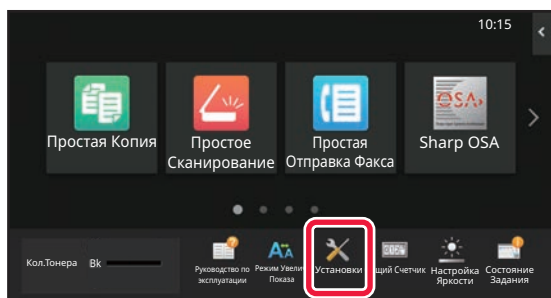 10:15
Простая Копия
Простое
Сканирование
Простая
Отправка Факса
OSA
Sharp OSA
Кол.Тонера Bk
Руководство по
эксплуатации
Режим Увелич
Показа
Установки
щий Счетчик
Настройка
Яркости
Состояние
Задания